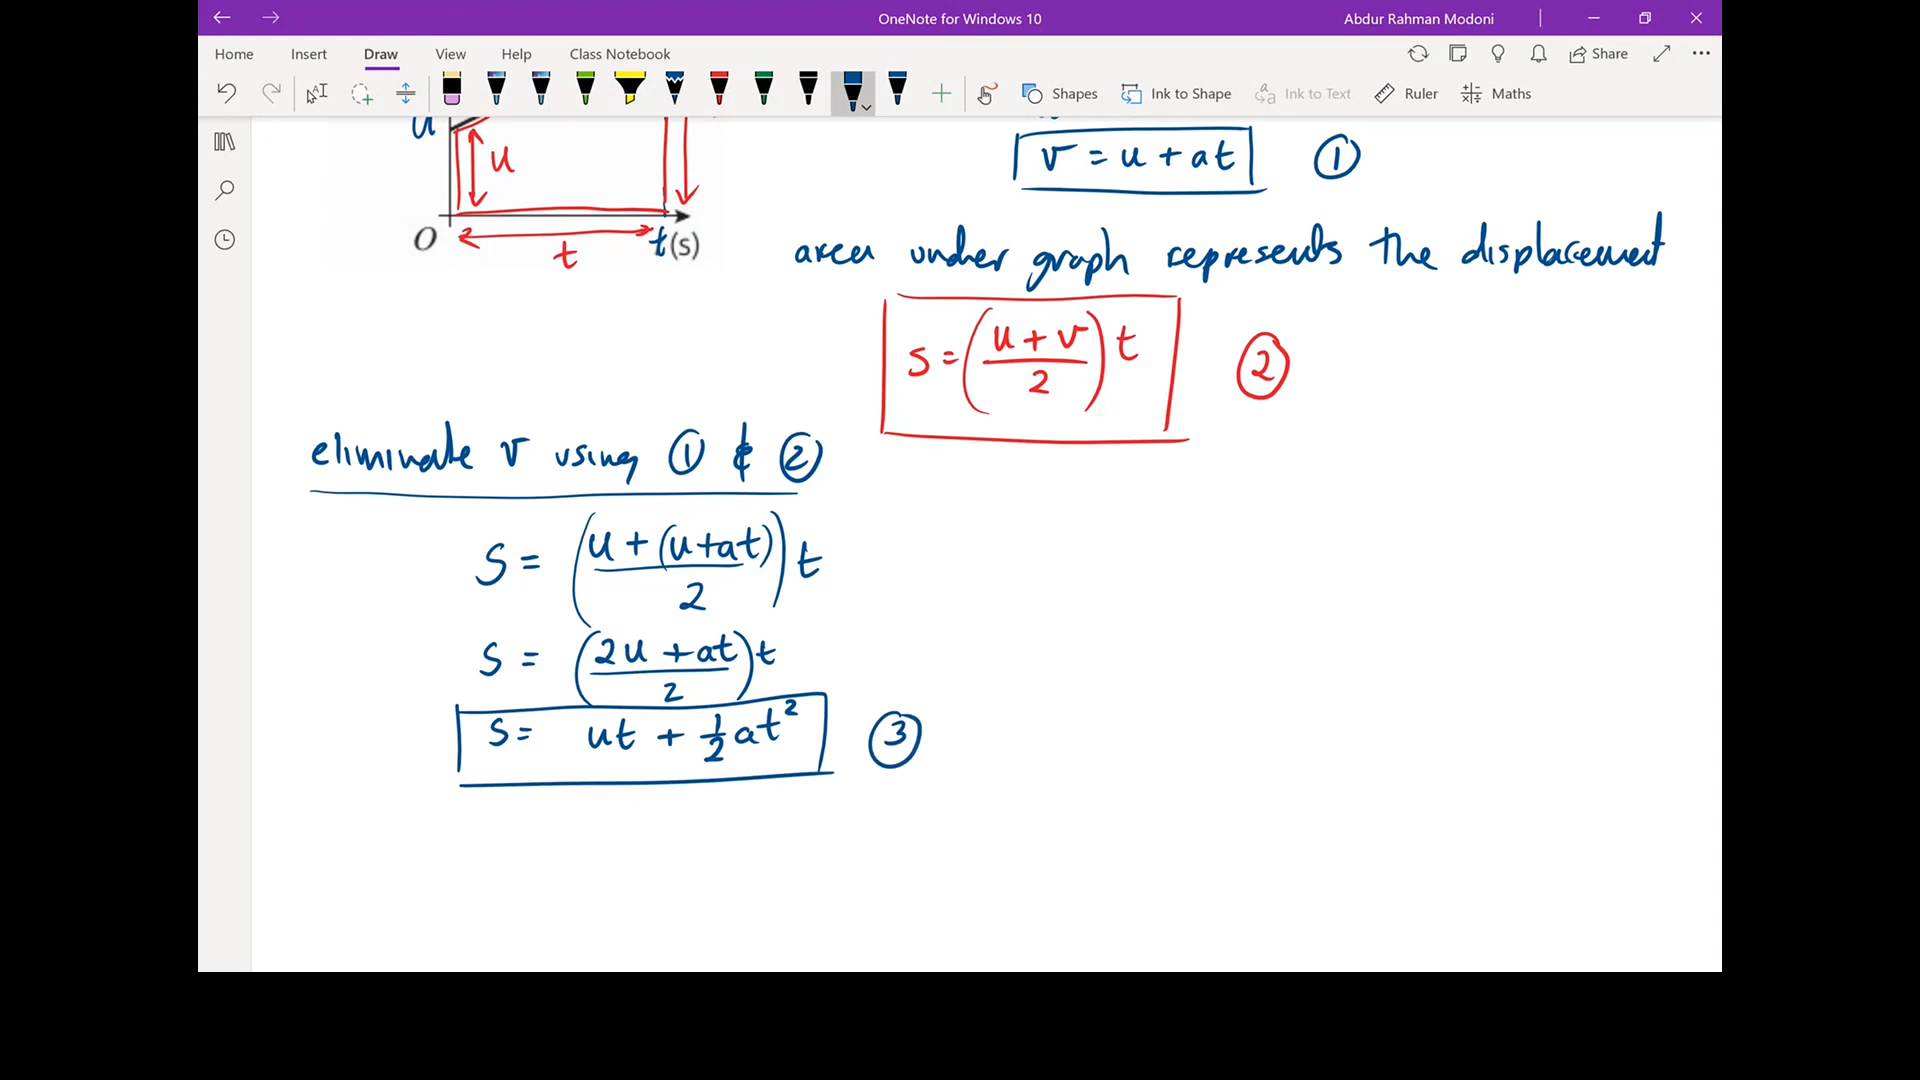 OneNote for Windows 10
Abdur Rahman Modoni
Home Insert Draw View Help Class Notebook
Share
Shapes Ink to Shape Ink to Text Ruler Maths
u
u
O
t
t(s)
v = u + at ①
area under graph represents the displacement
s = ((u + v)/2) t ②
eliminate v using ① & ②
S = ((u + (u+at))/2) t
S = ((2u + at)/2) t
S = ut + ½at² ③